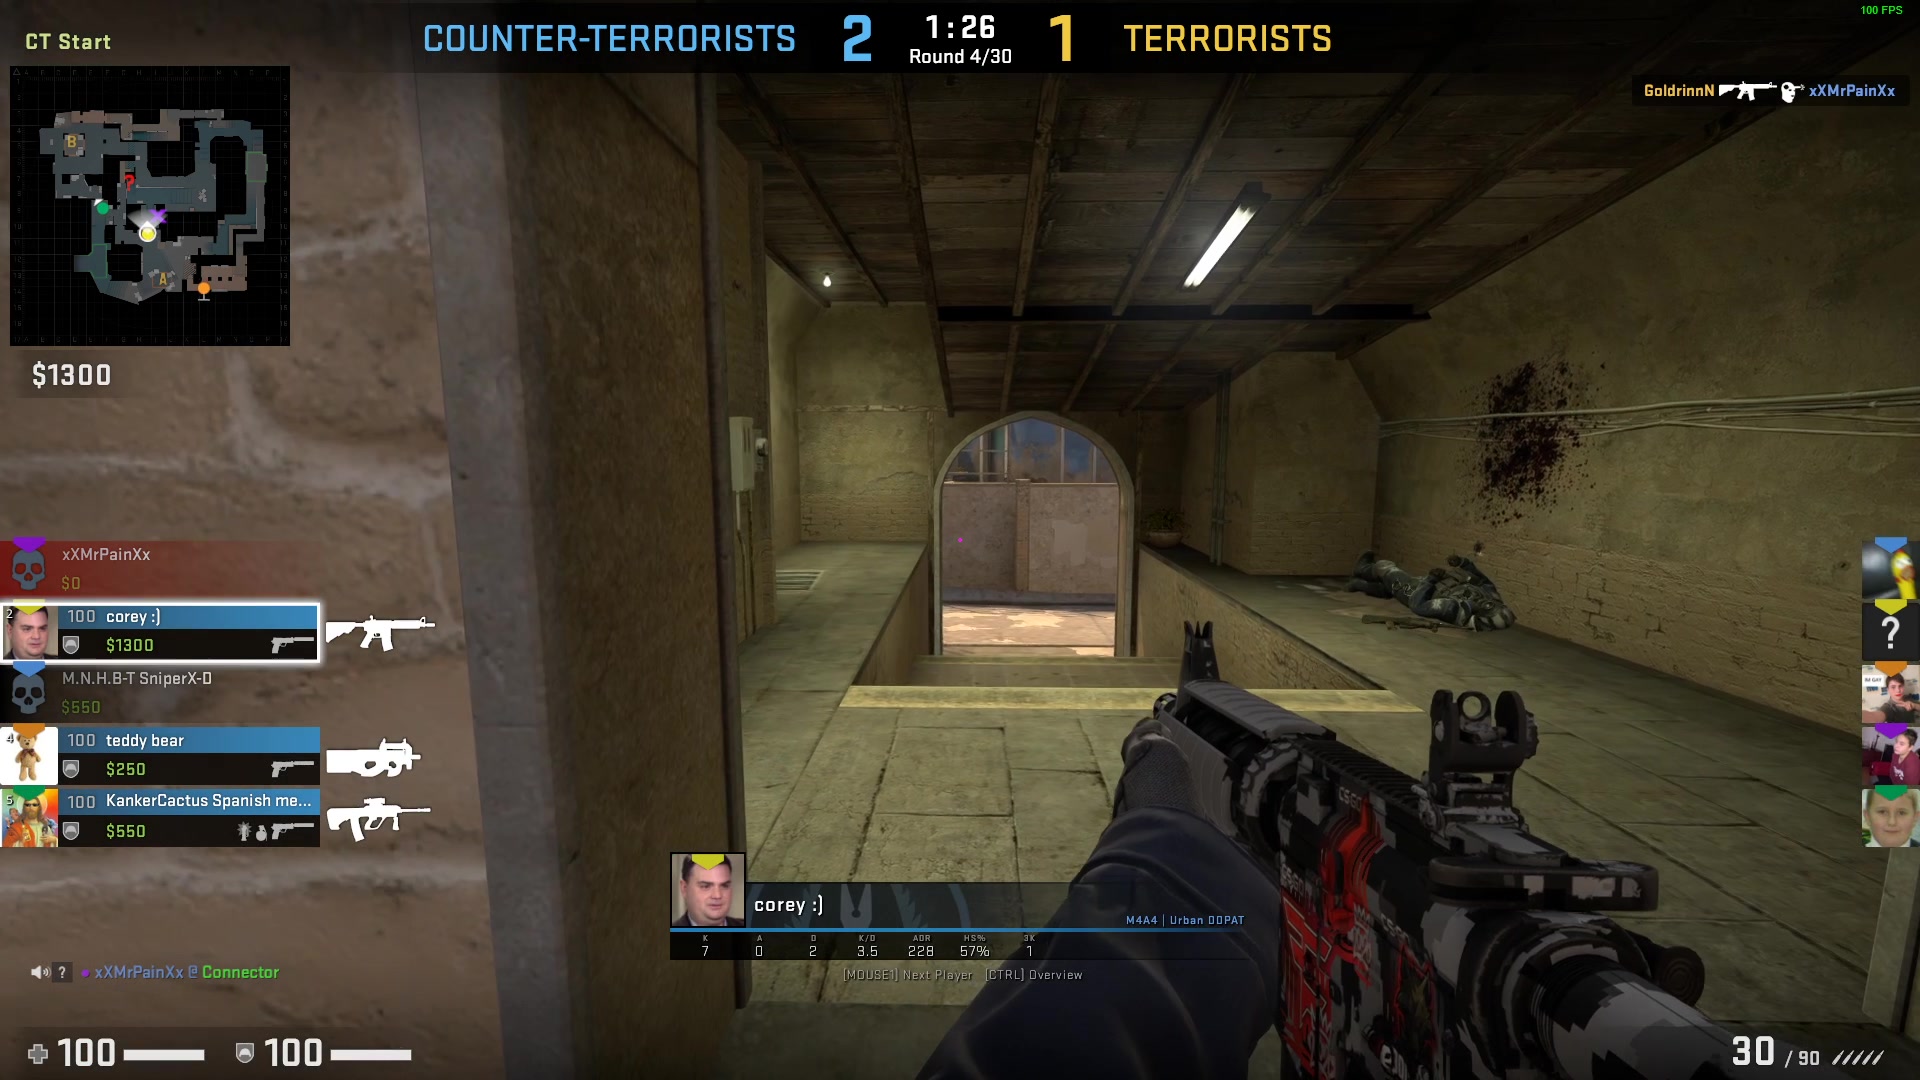 100 FPS
CT Start
COUNTER-TERRORISTS 2 1:26 1 TERRORISTS
Round 4/30
GoldrinnN xXMrPainXx
B
?
A
$1300
xXMrPainXx
$0
2 100 corey :)
$1300
M.N.H.B-T SniperX-D
$550
4 100 teddy bear
$250
5 100 KankerCactus Spanish me...
$550
?
corey :)
M4A4 | Urban DDPAT
K A D K/D ADR HS% 3K
7 0 2 3.5 228 57% 1
[MOUSE1] Next Player [CTRL] Overview
? xXMrPainXx @ Connector
100 100
30 / 90